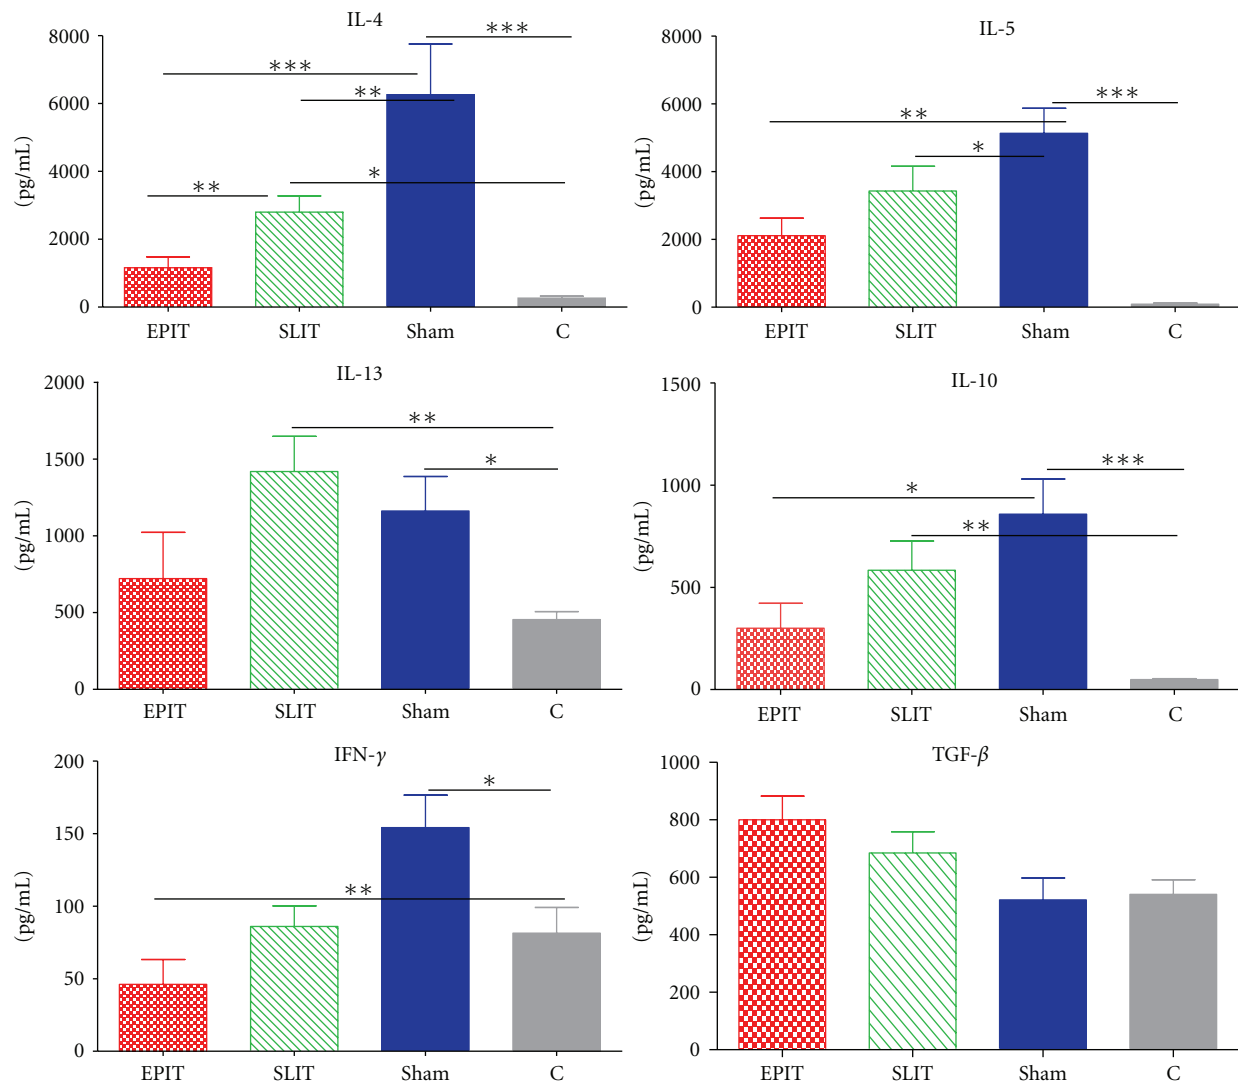 IL-4
(pg/mL)
8000
6000
4000
2000
0
***
***
**
*
**
EPIT SLIT Sham C
IL-5
(pg/mL)
8000
6000
4000
2000
0
***
**
*
EPIT SLIT Sham C
IL-13
(pg/mL)
2000
1500
1000
500
0
**
*
EPIT SLIT Sham C
IL-10
(pg/mL)
1500
1000
500
0
***
*
**
EPIT SLIT Sham C
IFN-γ
(pg/mL)
200
150
100
50
0
*
**
EPIT SLIT Sham C
TGF-β
(pg/mL)
1000
800
600
400
200
0
EPIT SLIT Sham C